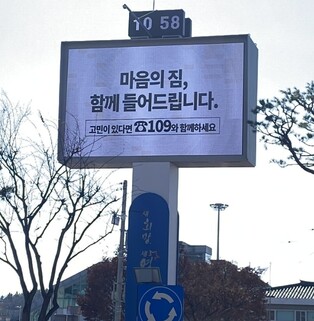 10 58
마음의 짐,
함께 들어드립니다.
고민이 있다면 ☎109와 함께하세요